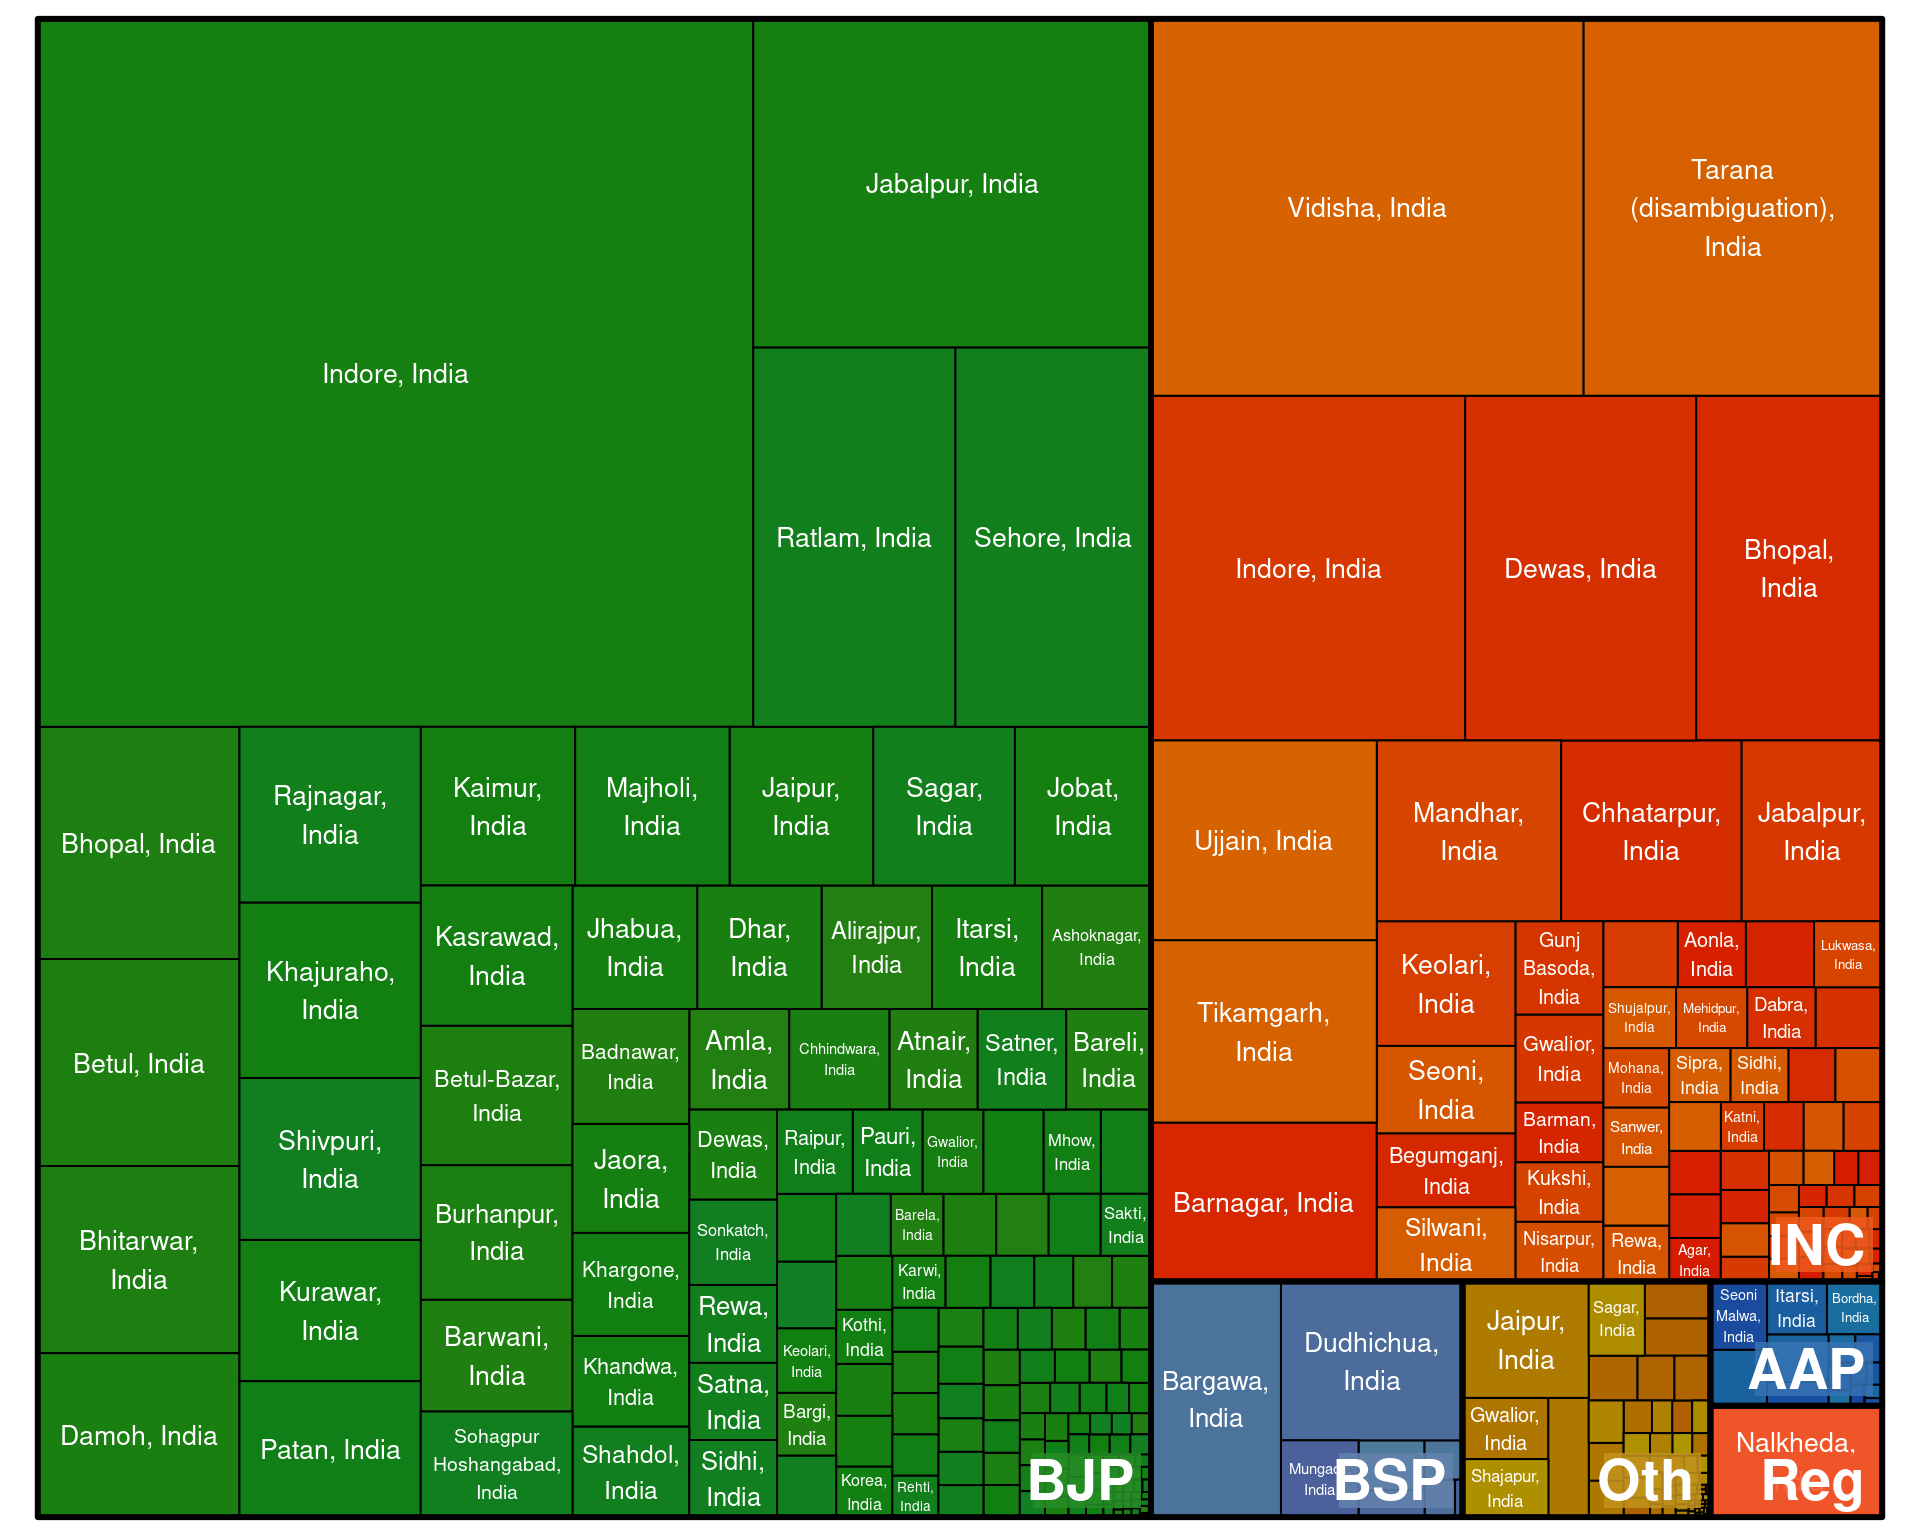 Indore, India
Jabalpur, India
Ratlam, India
Sehore, India
Bhopal, India
Betul, India
Bhitarwar,
India
Damoh, India
Rajnagar,
India
Khajuraho,
India
Shivpuri,
India
Kurawar,
India
Patan, India
Kaimur,
India
Majholi,
India
Jaipur,
India
Sagar,
India
Jobat,
India
Kasrawad,
India
Betul-Bazar,
India
Burhanpur,
India
Barwani,
India
Sohagpur
Hoshangabad,
India
Jhabua,
India
Dhar,
India
Alirajpur,
India
Itarsi,
India
Ashoknagar,
India
Badnawar,
India
Jaora,
India
Khargone,
India
Khandwa,
India
Shahdol,
India
Amla,
India
Chhindwara,
India
Atnair,
India
Satner,
India
Bareli,
India
Dewas,
India
Sonkatch,
India
Rewa,
India
Satna,
India
Sidhi,
India
Raipur,
India
Pauri,
India
Gwalior,
India
Mhow,
India
Keolari,
India
Bargi,
India
Barela,
India
Sakti,
India
Karwi,
India
Kothi,
India
Korea,
India
Rehti,
India
BJP
Vidisha, India
Tarana
(disambiguation),
India
Indore, India
Dewas, India
Bhopal,
India
Ujjain, India
Tikamgarh,
India
Barnagar, India
Mandhar,
India
Chhatarpur,
India
Jabalpur,
India
Keolari,
India
Seoni,
India
Begumganj,
India
Silwani,
India
Gunj
Basoda,
India
Gwalior,
India
Barman,
India
Kukshi,
India
Nisarpur,
India
Aonla,
India
Lukwasa,
India
Shujalpur,
India
Mehidpur,
India
Dabra,
India
Mohana,
India
Sanwer,
India
Rewa,
India
Sipra,
India
Sidhi,
India
Katni,
India
Agar,
India
INC
Bargawa,
India
Dudhichua,
India
India
BSP
Jaipur,
India
Gwalior,
India
Shajapur,
India
Sagar,
India
Oth
Seoni
Malwa,
India
Itarsi,
India
Bordha,
India
AAP
Nalkheda,
Reg